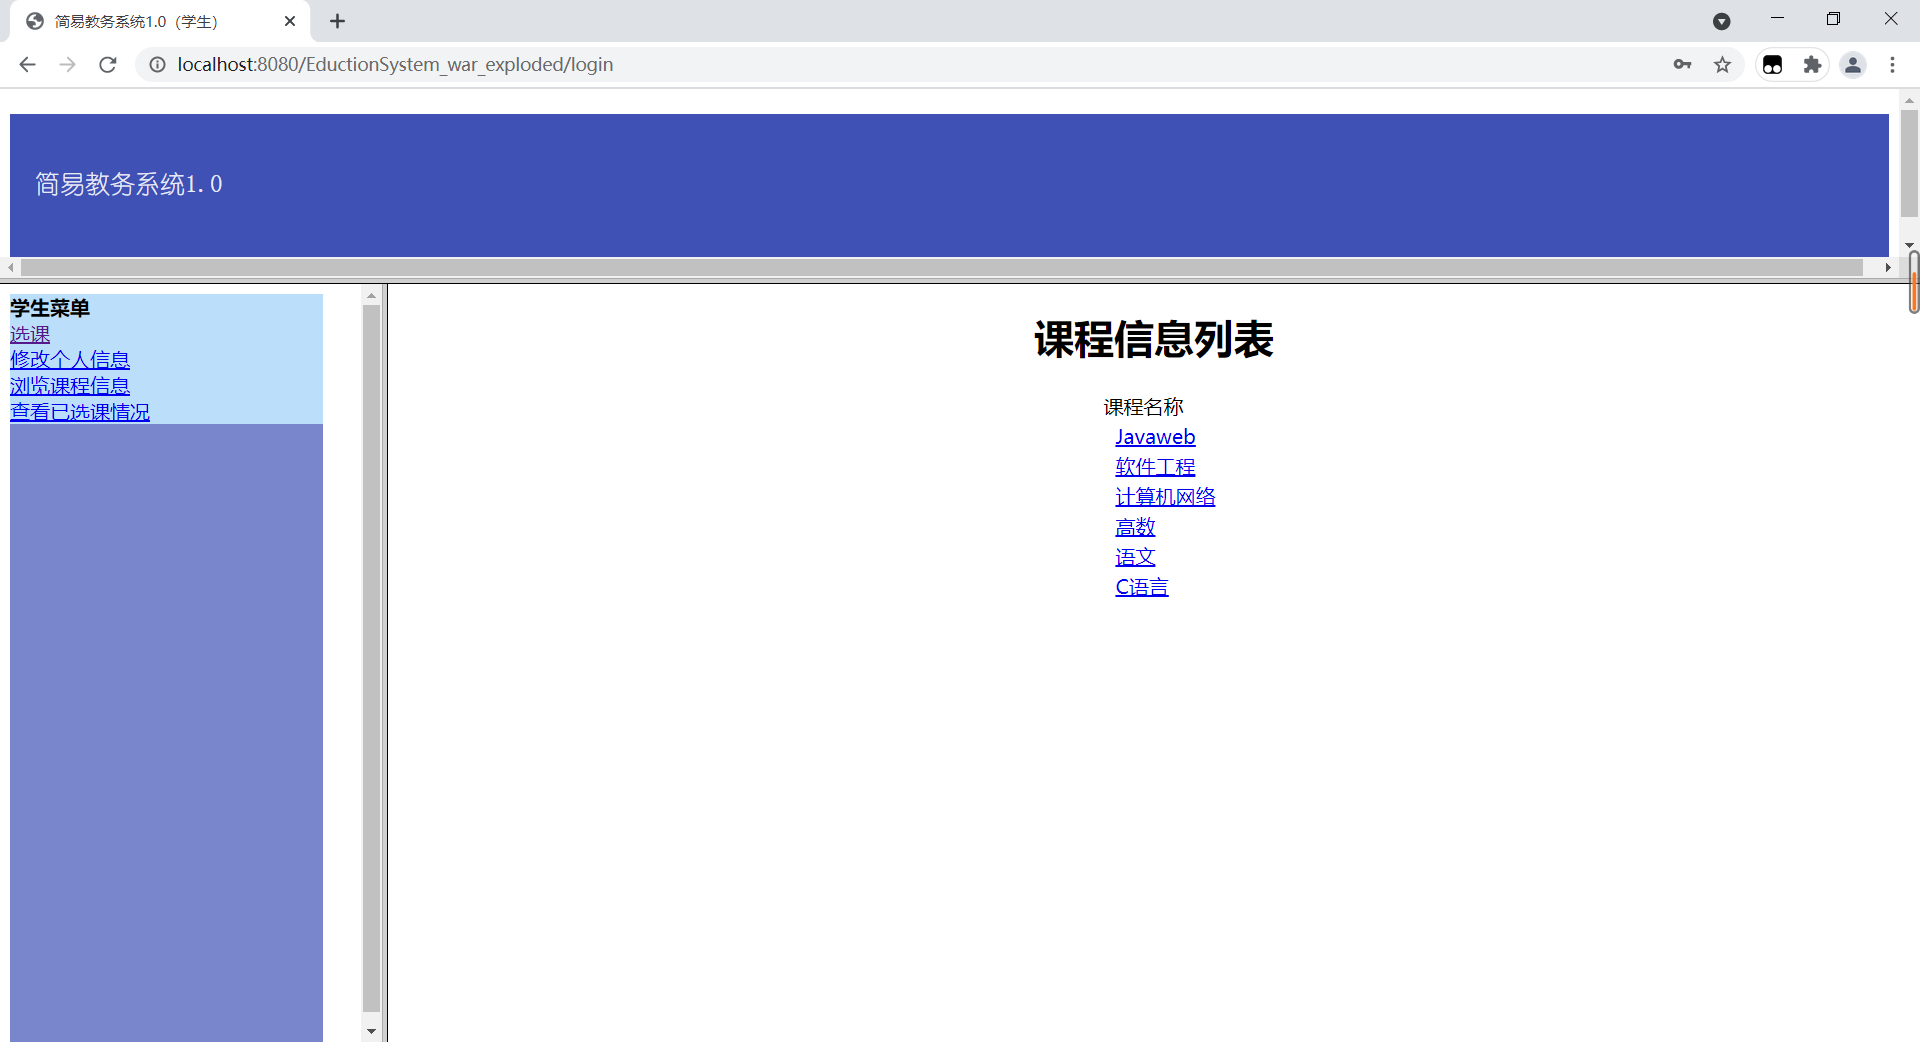 简易教务系统1.0（学生）
localhost:8080/EductionSystem_war_exploded/login
简易教务系统1.0
学生菜单
选课
修改个人信息
浏览课程信息
查看已选课情况
课程信息列表
课程名称
Javaweb
软件工程
计算机网络
高数
语文
C语言